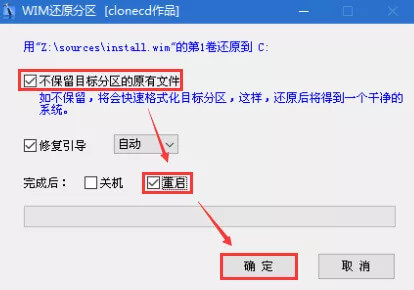 WIM还原分区 [clonecd作品]
用"Z:\sources\install.wim"的第1卷还原到 C:
不保留目标分区的原有文件
如不保留，将会快速格式化目标分区，这样，还原后将得到一个干净的
系统。
修复引导 自动
完成后： 关机 重启
确 定 取 消